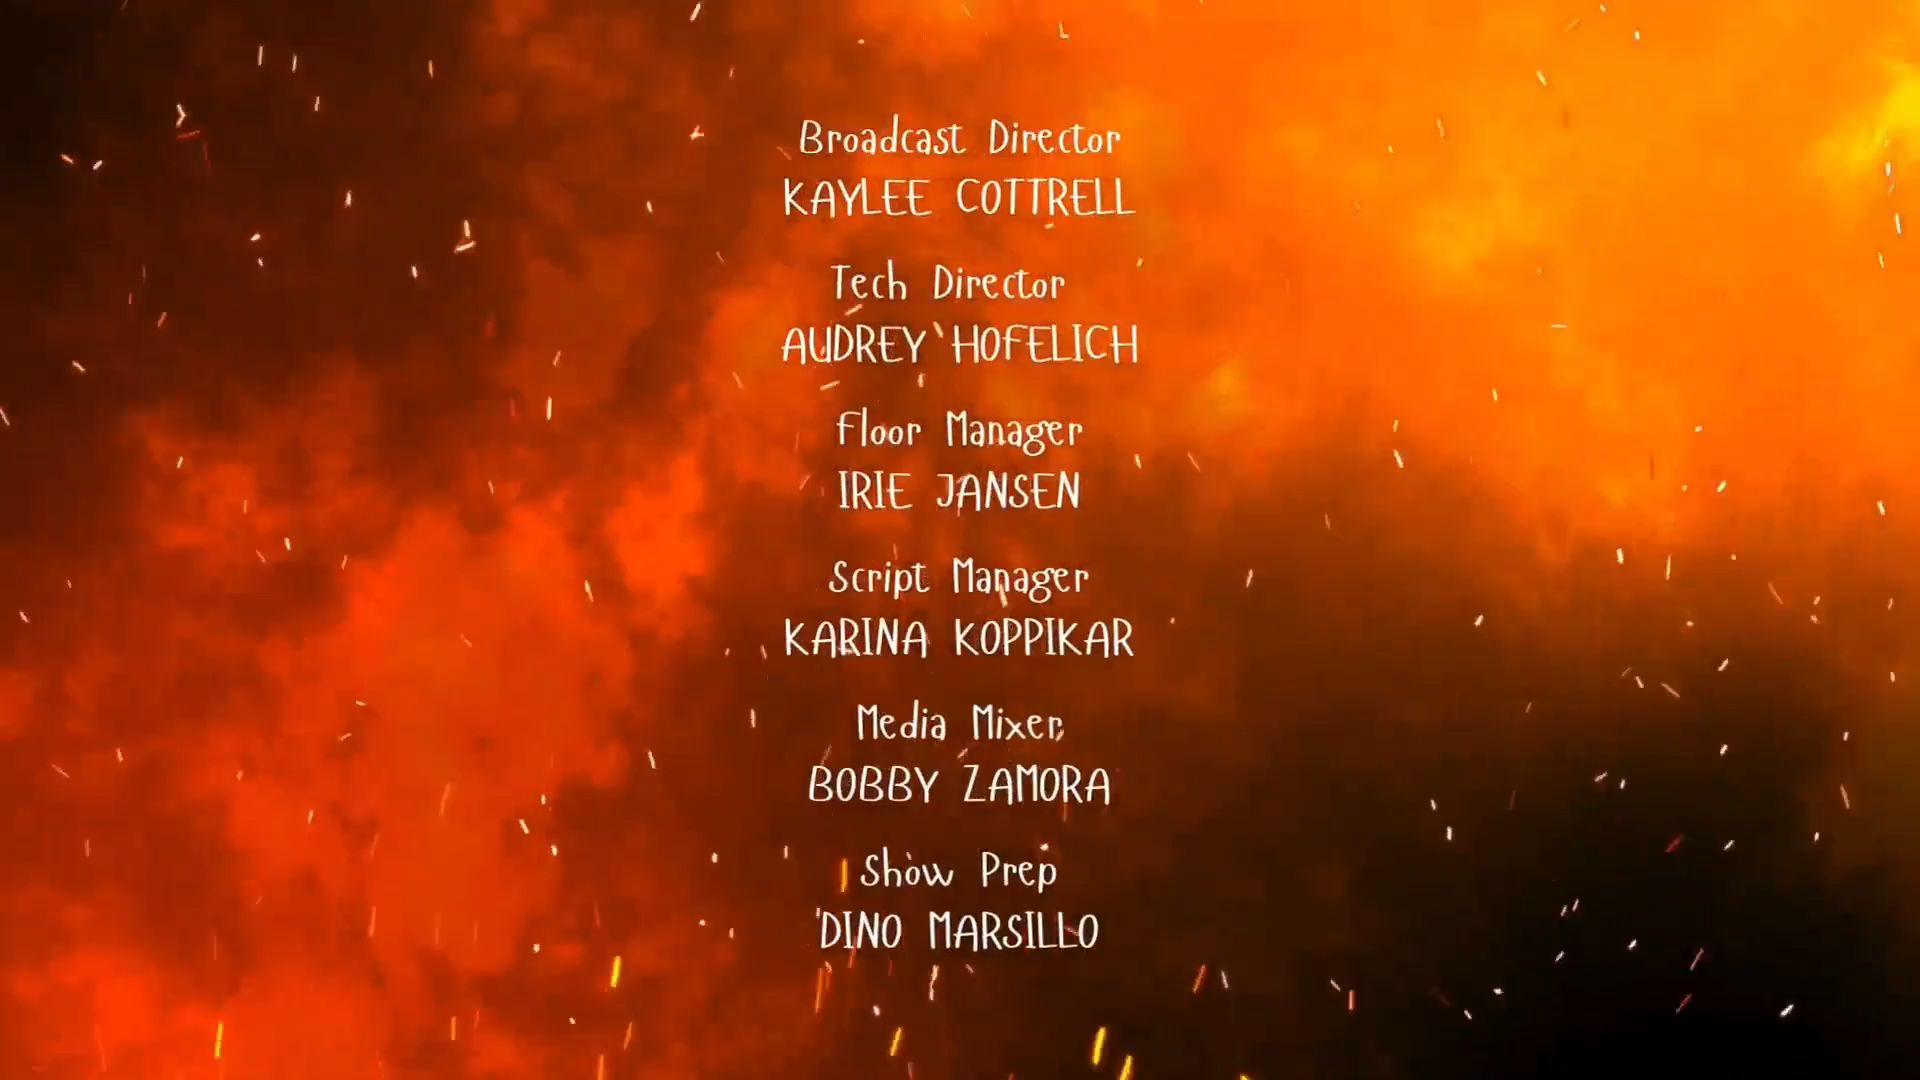 Broadcast Director
KAYLEE COTTRELL
Tech Director
AUDREY HOFELICH
Floor Manager
IRIE JANSEN
Script Manager
KARINA KOPPIKAR
Media Mixer
BOBBY ZAMORA
Show Prep
DINO MARSILLO